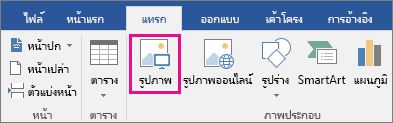 ไฟล์ หน้าแรก แทรก ออกแบบ เค้าโครง การอ้างอิง
หน้าปก
หน้าเปล่า
ตัวแบ่งหน้า
ตาราง รูปภาพ รูปภาพออนไลน์ รูปร่าง SmartArt แผนภูมิ
หน้า ตาราง ภาพประกอบ